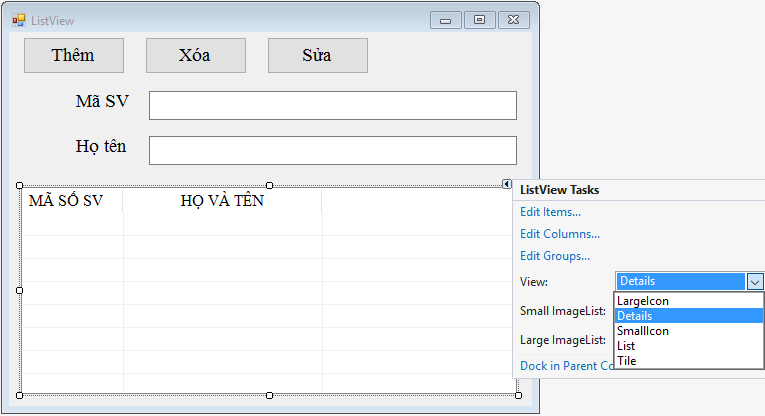 ListView
Thêm Xóa Sửa
Mã SV
Họ tên
MÃ SỐ SV HỌ VÀ TÊN
ListView Tasks
Edit Items...
Edit Columns...
Edit Groups...
View: Details
LargeIcon
Small ImageList: Details
SmallIcon
Large ImageList: List
Tile
Dock in Parent Co